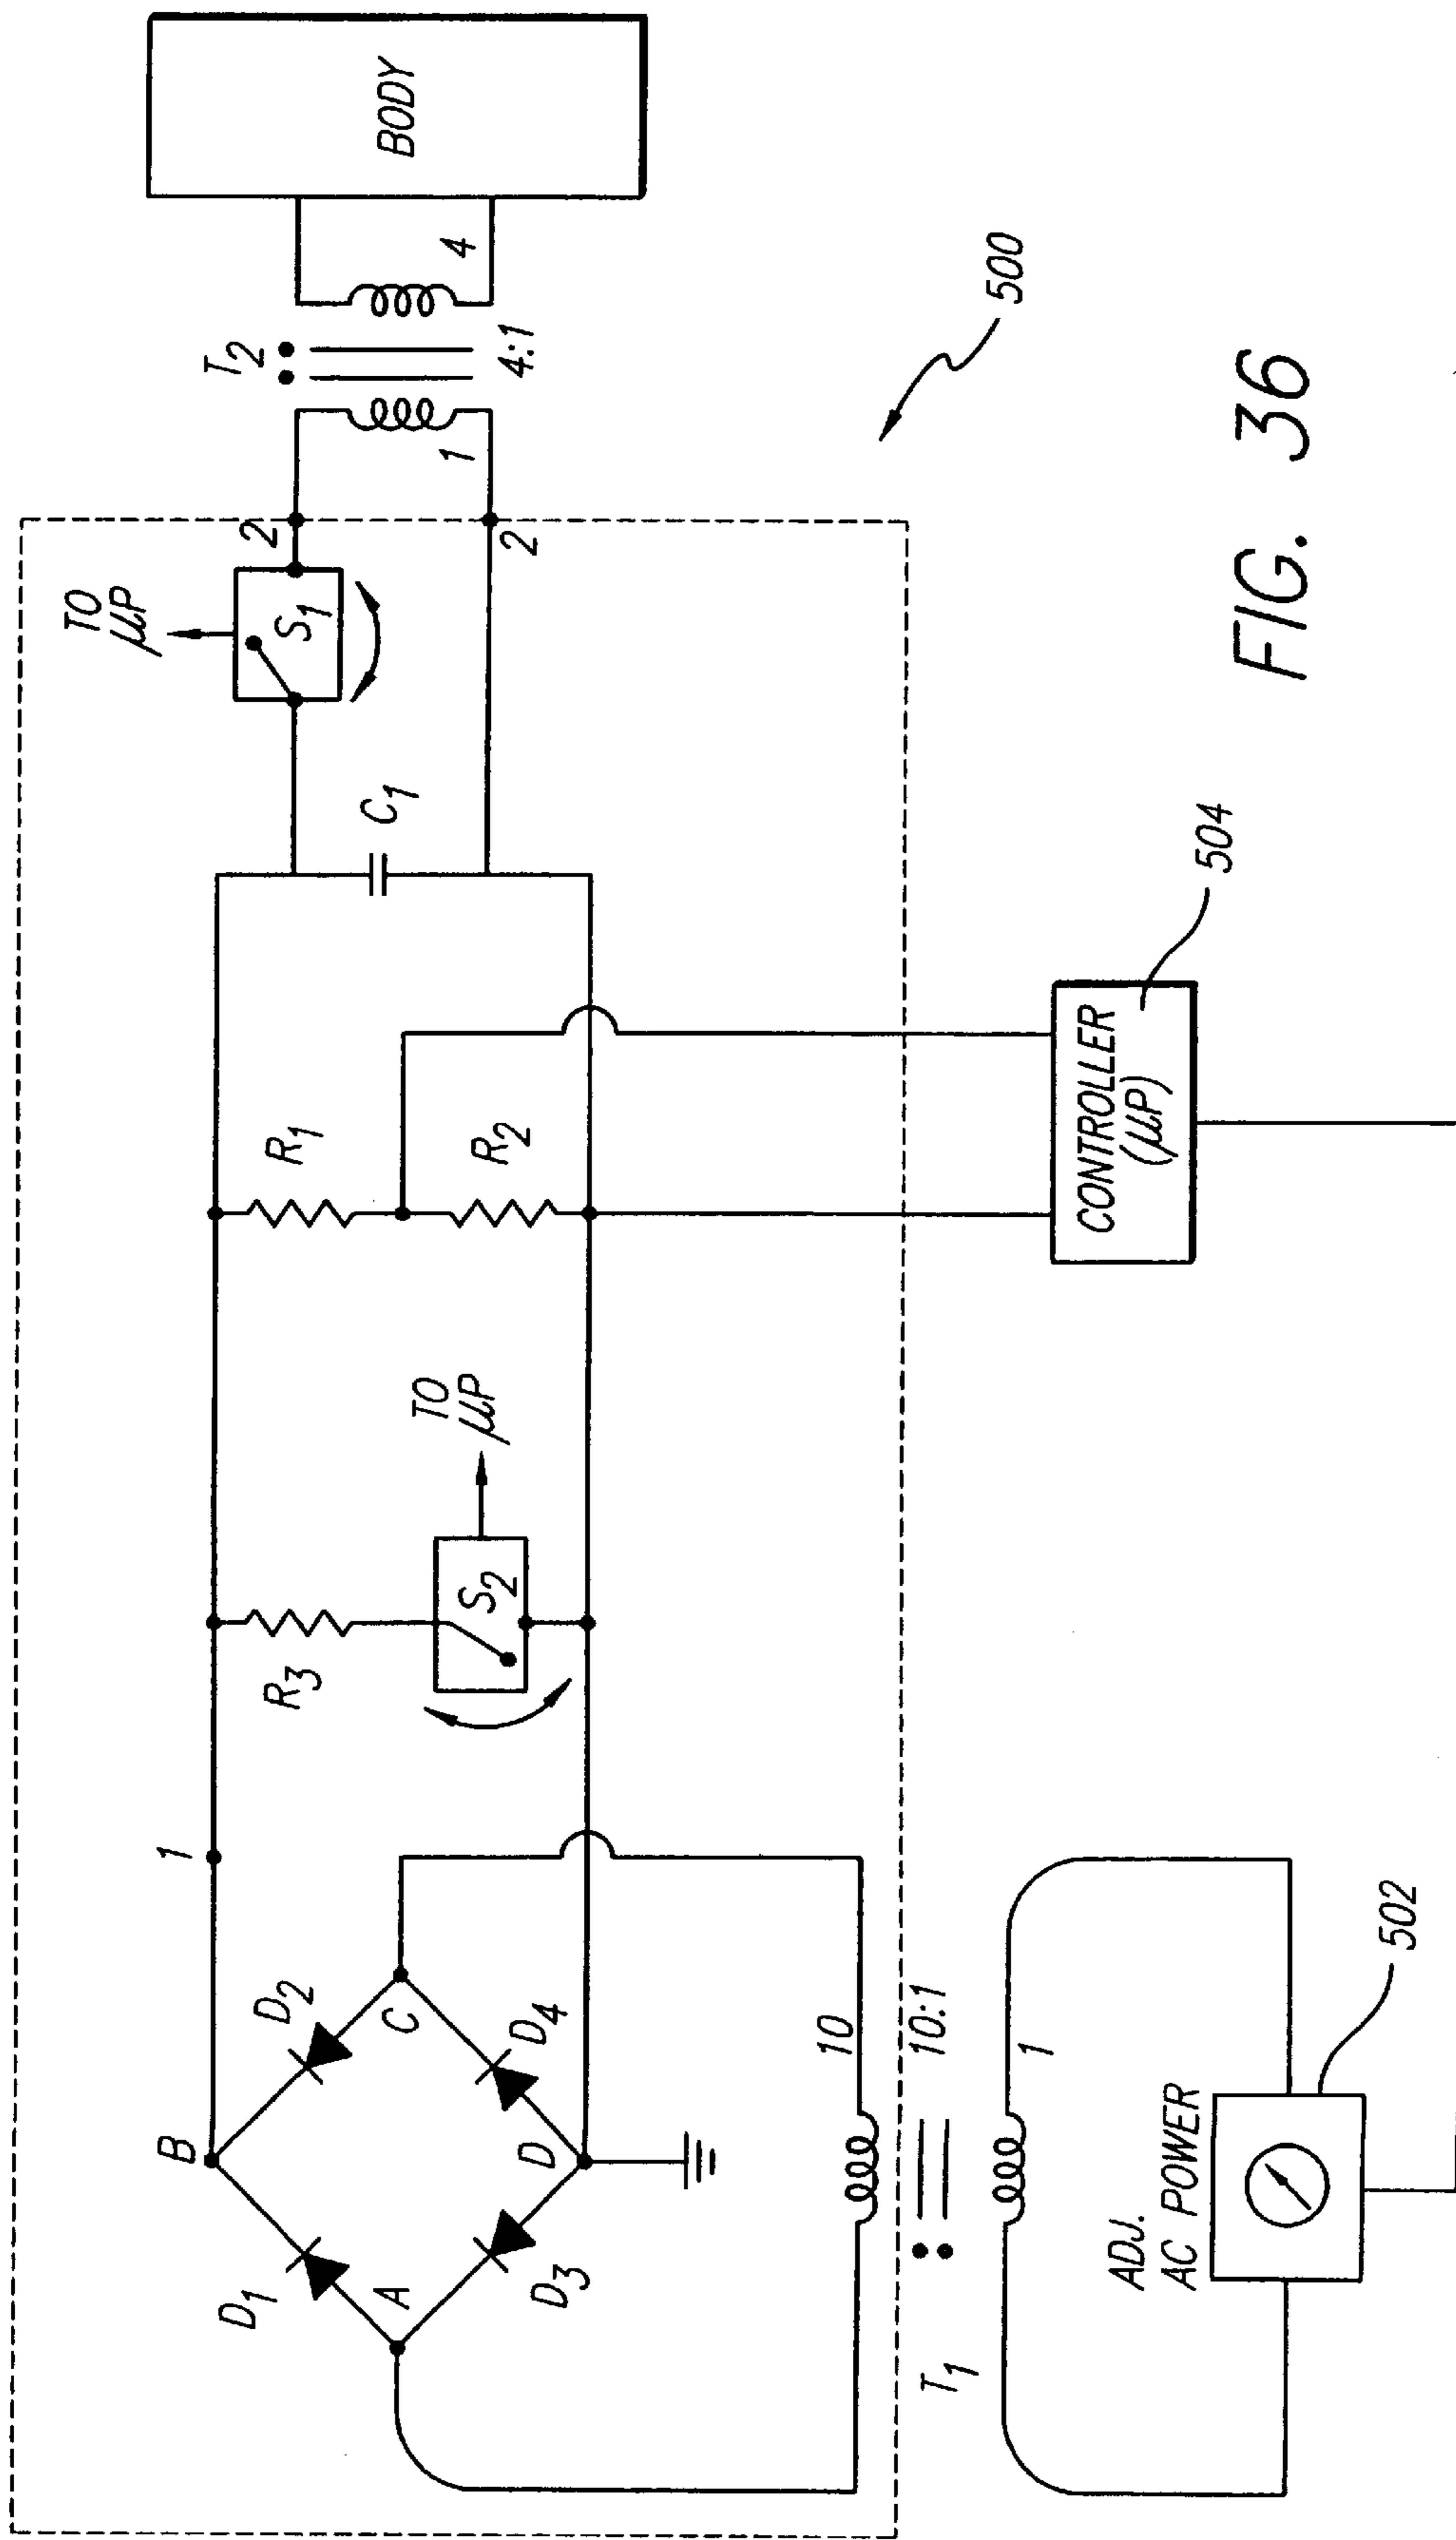 BODY
T2
4
1
4:1
500
2
2
TO
μP
S1
C1
R1
R2
TO
μP
S2
R3
1
CONTROLLER
(μP)
504
B
D2
C
D4
D
D1
A
D3
10
10:1
1
T1
ADJ.
AC POWER
502
FIG. 36